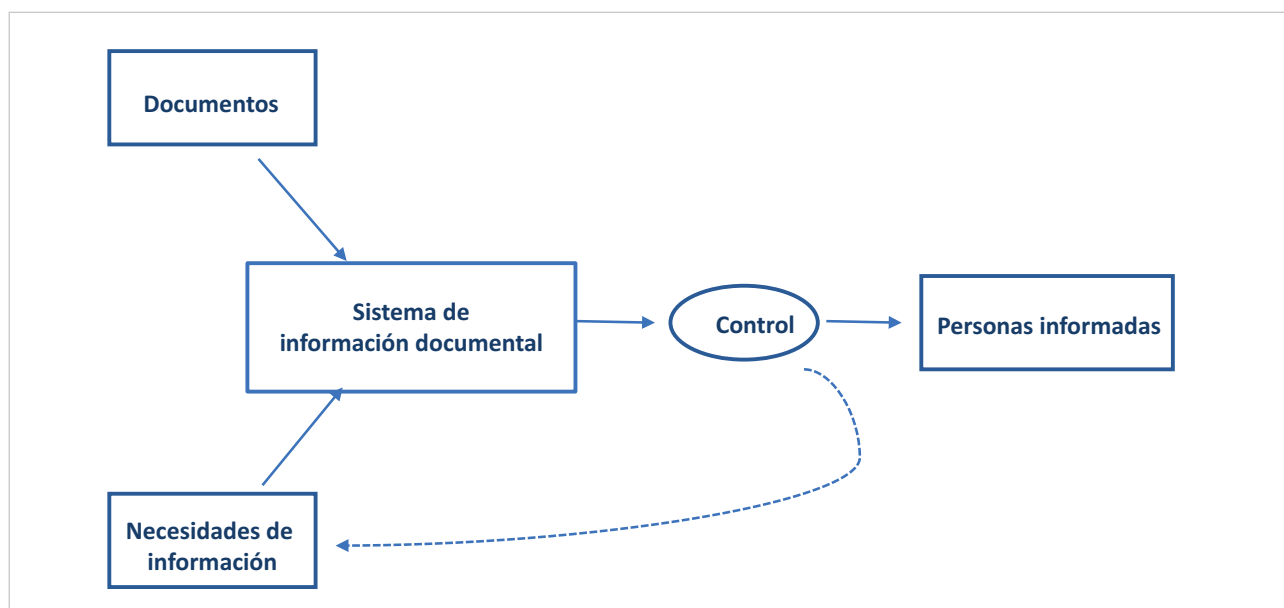 Documentos
Sistema de
información documental
Control
Personas informadas
Necesidades de
información